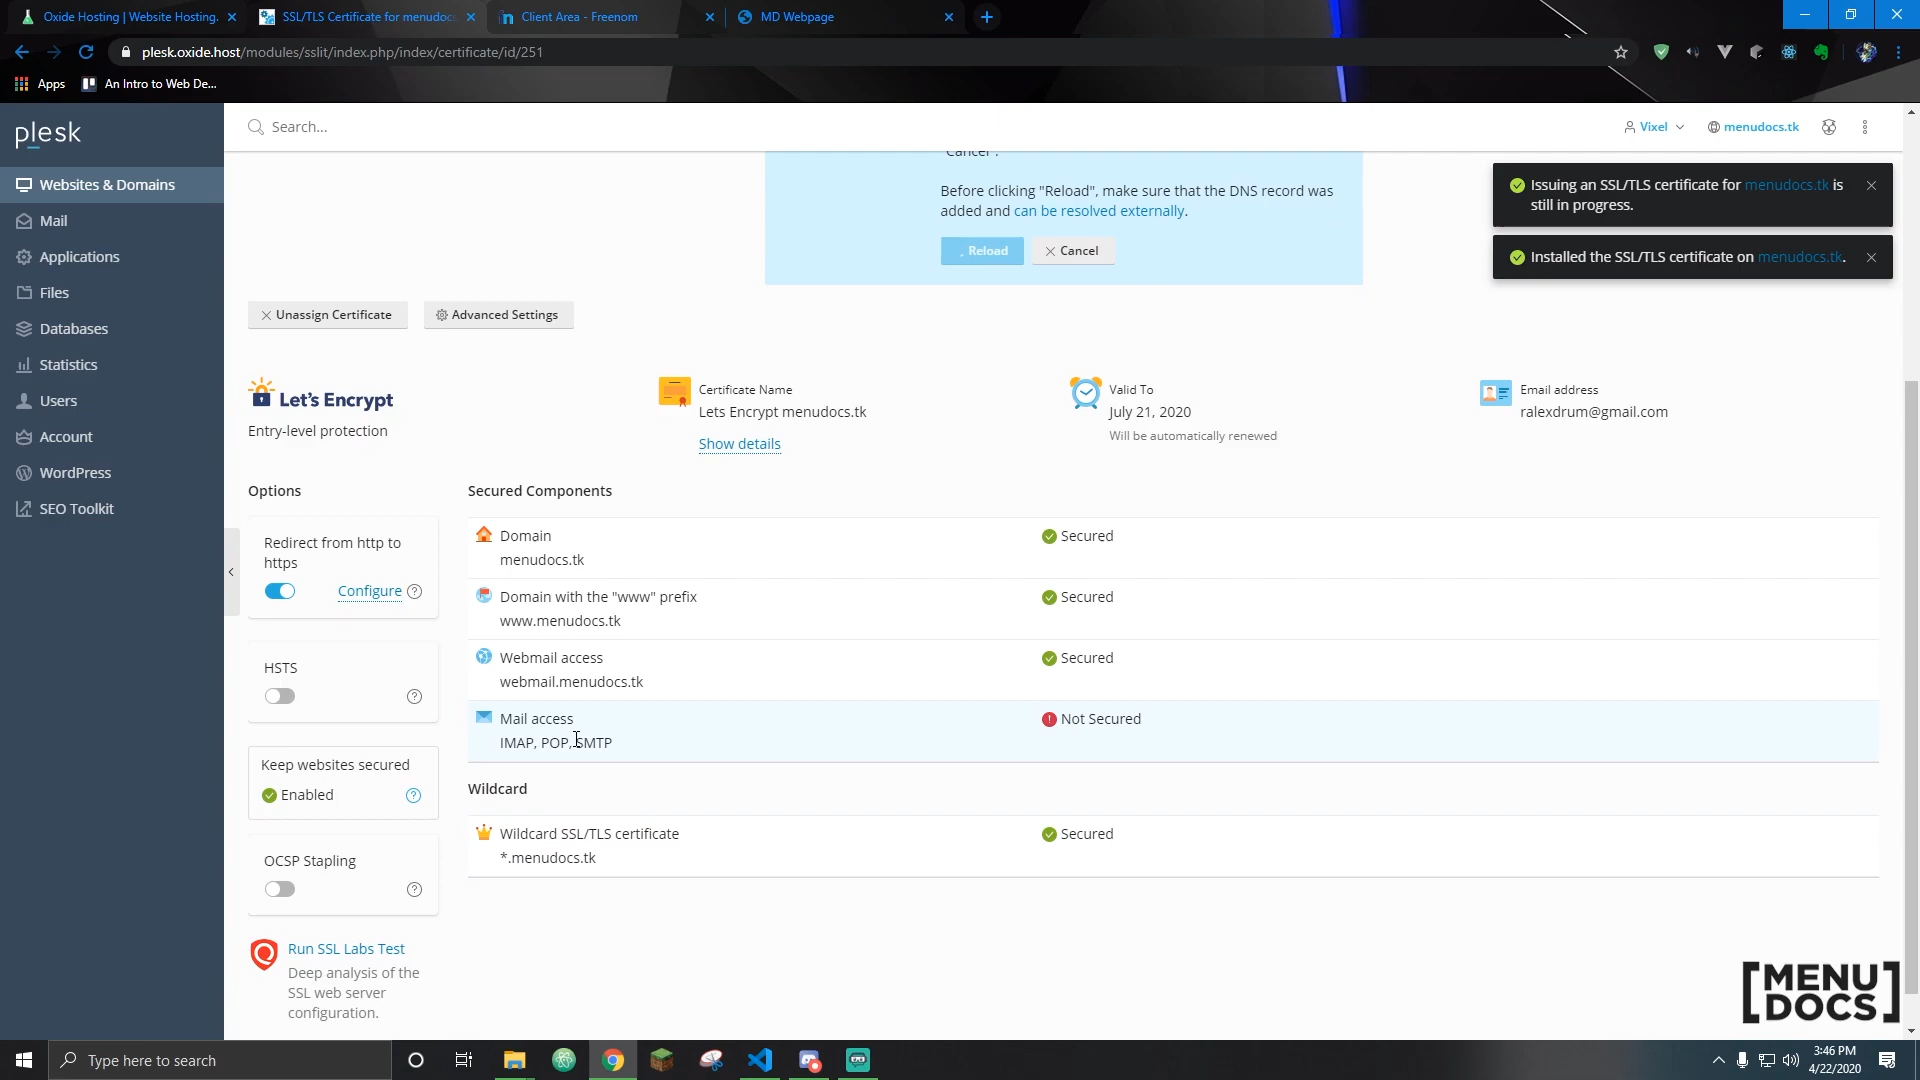 Oxide Hosting | Website Hosting,
SSL/TLS Certificate for menudocs
Client Area - Freenom
MD Webpage
plesk.oxide.host/modules/sslit/index.php/index/certificate/id/251
Apps
An Intro to Web De...
plesk
Search...
Vixel
menudocs.tk
Websites & Domains
Mail
Applications
Files
Databases
Statistics
Users
Account
WordPress
SEO Toolkit
"Cancel".
Before clicking "Reload", make sure that the DNS record was
added and can be resolved externally.
Reload
Cancel
Issuing an SSL/TLS certificate for menudocs.tk is
still in progress.
Installed the SSL/TLS certificate on menudocs.tk.
Unassign Certificate
Advanced Settings
Let's Encrypt
Entry-level protection
Certificate Name
Lets Encrypt menudocs.tk
Show details
Valid To
July 21, 2020
Will be automatically renewed
Email address
ralexdrum@gmail.com
Options
Redirect from http to
https
Configure
HSTS
Keep websites secured
Enabled
OCSP Stapling
Run SSL Labs Test
Deep analysis of the
SSL web server
configuration.
Secured Components
Domain
menudocs.tk
Secured
Domain with the "www" prefix
www.menudocs.tk
Secured
Webmail access
webmail.menudocs.tk
Secured
Mail access
IMAP, POP, SMTP
Not Secured
Wildcard
Wildcard SSL/TLS certificate
*.menudocs.tk
Secured
[MENU
DOCS]
Type here to search
3:46 PM
4/22/2020